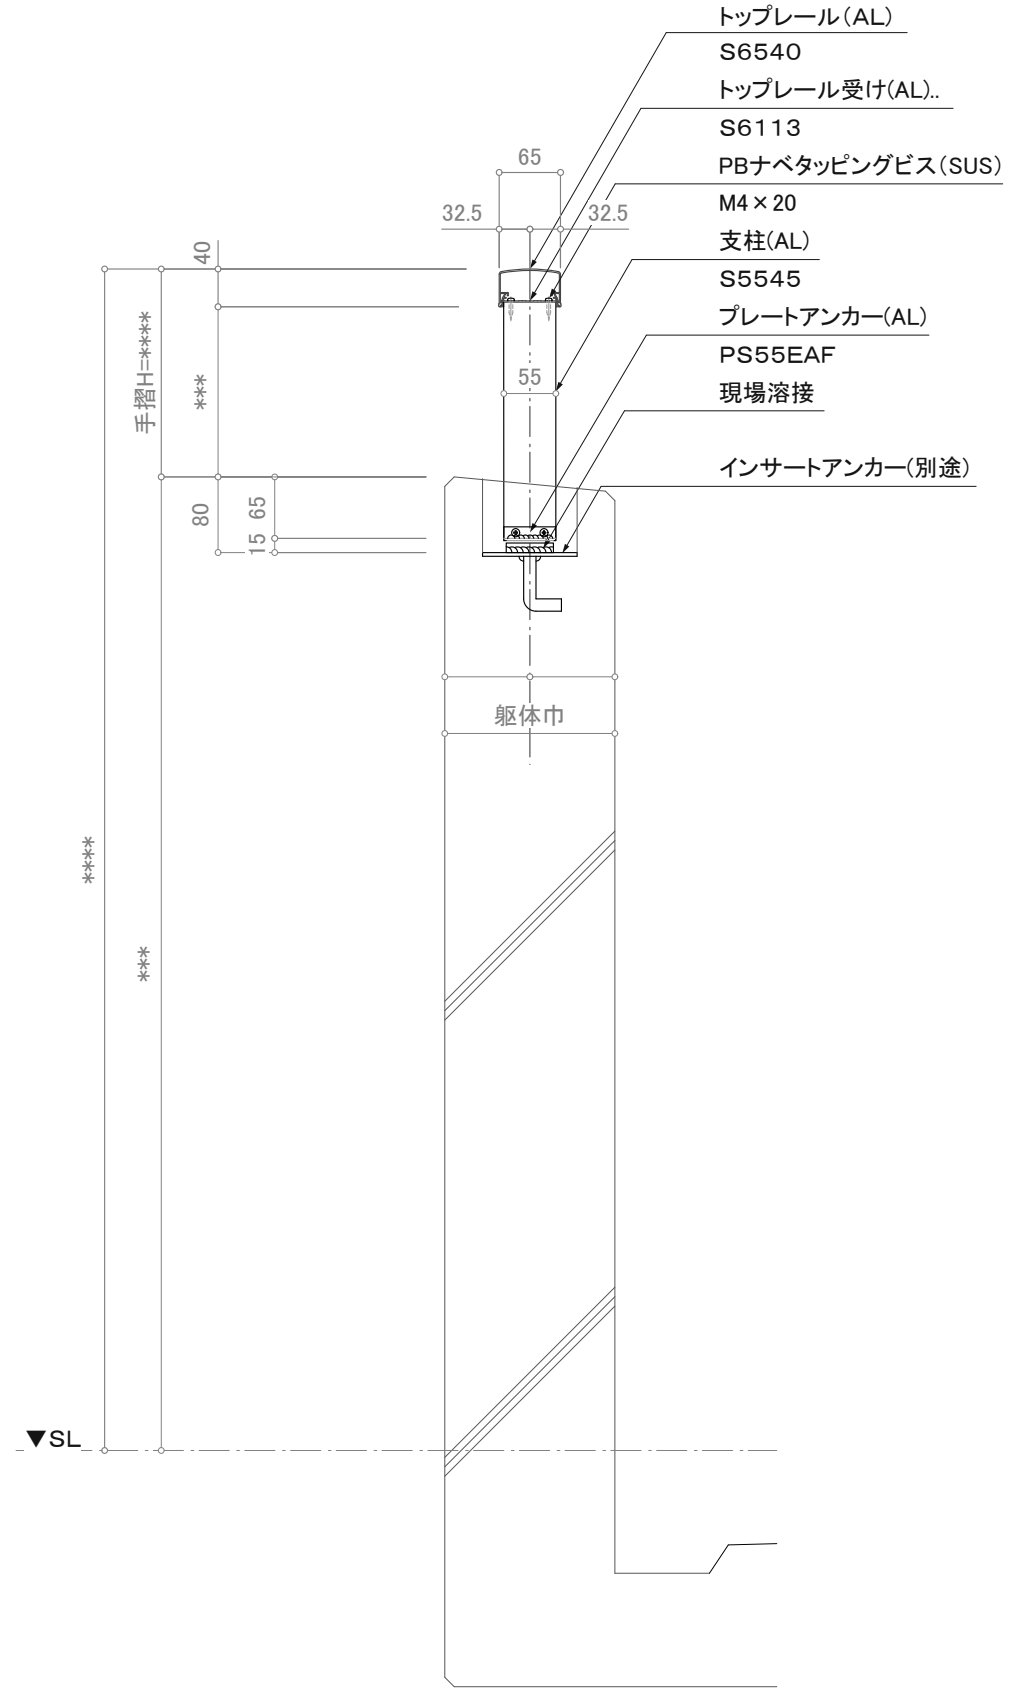 トップレール(AL)
S6540
トップレール受け(AL)..
S6113
PBナベタッピングビス(SUS)
M4×20
支柱(AL)
S5545
プレートアンカー(AL)
PS55EAF
現場溶接
インサートアンカー(別途)
65
32.5
32.5
40
手摺H=****
***
55
80
65
15
躯体巾
****
***
▼SL